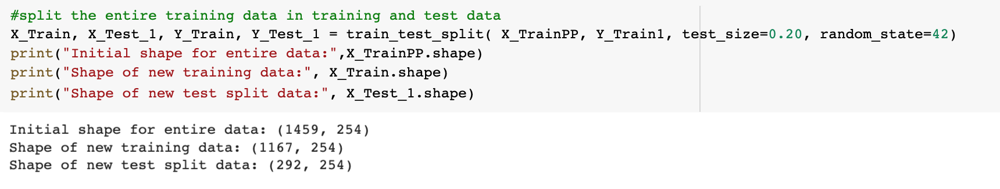 #split the entire training data in training and test data
X_Train, X_Test_1, Y_Train, Y_Test_1 = train_test_split( X_TrainPP, Y_Train1, test_size=0.20, random_state=42)
print("Initial shape for entire data:",X_TrainPP.shape)
print("Shape of new training data:", X_Train.shape)
print("Shape of new test split data:", X_Test_1.shape)
Initial shape for entire data: (1459, 254)
Shape of new training data: (1167, 254)
Shape of new test split data: (292, 254)